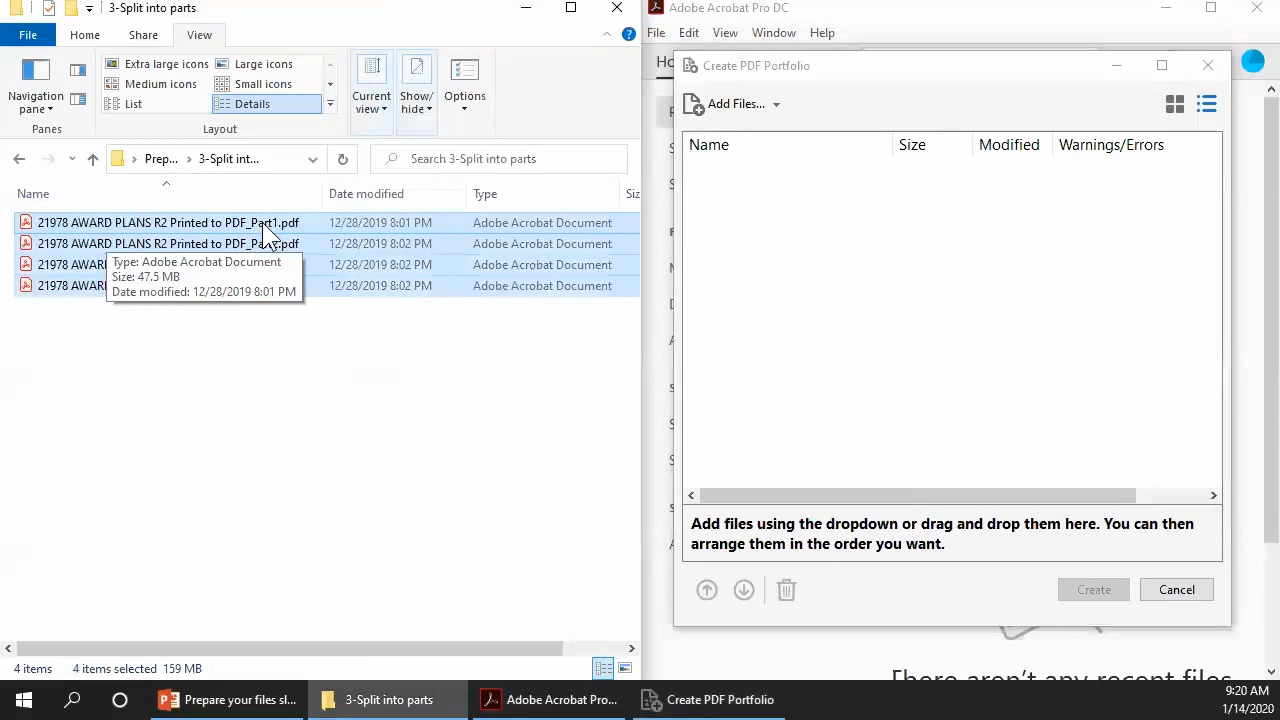 3-Split into parts
File
Home
Share
View
Navigation
pane
Panes
Extra large icons
Large icons
Medium icons
Small icons
List
Details
Layout
Current
view
Show/
hide
Options
Prep...
3-Split int...
Search 3-Split into parts
Name
Date modified
Type
Siz
21978 AWARD PLANS R2 Printed to PDF_Part1.pdf
12/28/2019 8:01 PM
Adobe Acrobat Document
21978 AWARD PLANS R2 Printed to PDF_Pa .pdf
12/28/2019 8:02 PM
Adobe Acrobat Document
21978 AWAR
12/28/2019 8:02 PM
Adobe Acrobat Document
21978 AWAR
12/28/2019 8:02 PM
Adobe Acrobat Document
Type: Adobe Acrobat Document
Size: 47.5 MB
Date modified: 12/28/2019 8:01 PM
4 items
4 items selected 159 MB
Adobe Acrobat Pro DC
File Edit View Window Help
Ho
Create PDF Portfolio
Add Files...
Name
Size
Modified
Warnings/Errors
Add files using the dropdown or drag and drop them here. You can then
arrange them in the order you want.
Create
Cancel
There aren't any recent files
Prepare your files sl...
3-Split into parts
Adobe Acrobat Pro...
Create PDF Portfolio
9:20 AM
1/14/2020